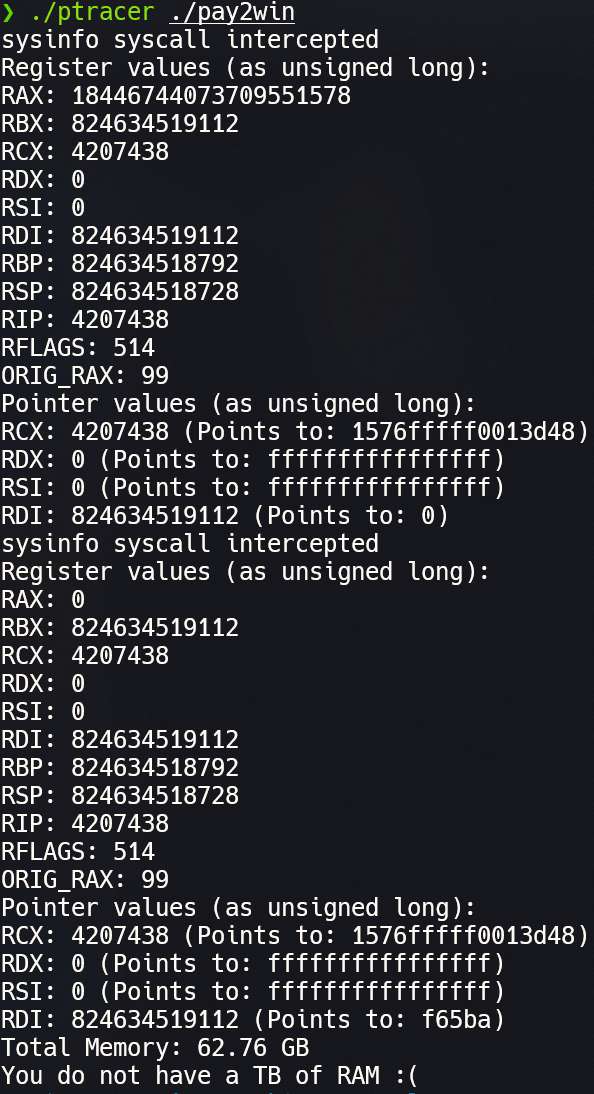 ❯ ./ptracer ./pay2win
sysinfo syscall intercepted
Register values (as unsigned long):
RAX: 18446744073709551578
RBX: 824634519112
RCX: 4207438
RDX: 0
RSI: 0
RDI: 824634519112
RBP: 824634518792
RSP: 824634518728
RIP: 4207438
RFLAGS: 514
ORIG_RAX: 99
Pointer values (as unsigned long):
RCX: 4207438 (Points to: 1576fffff0013d48)
RDX: 0 (Points to: ffffffffffffffff)
RSI: 0 (Points to: ffffffffffffffff)
RDI: 824634519112 (Points to: 0)
sysinfo syscall intercepted
Register values (as unsigned long):
RAX: 0
RBX: 824634519112
RCX: 4207438
RDX: 0
RSI: 0
RDI: 824634519112
RBP: 824634518792
RSP: 824634518728
RIP: 4207438
RFLAGS: 514
ORIG_RAX: 99
Pointer values (as unsigned long):
RCX: 4207438 (Points to: 1576fffff0013d48)
RDX: 0 (Points to: ffffffffffffffff)
RSI: 0 (Points to: ffffffffffffffff)
RDI: 824634519112 (Points to: f65ba)
Total Memory: 62.76 GB
You do not have a TB of RAM :(